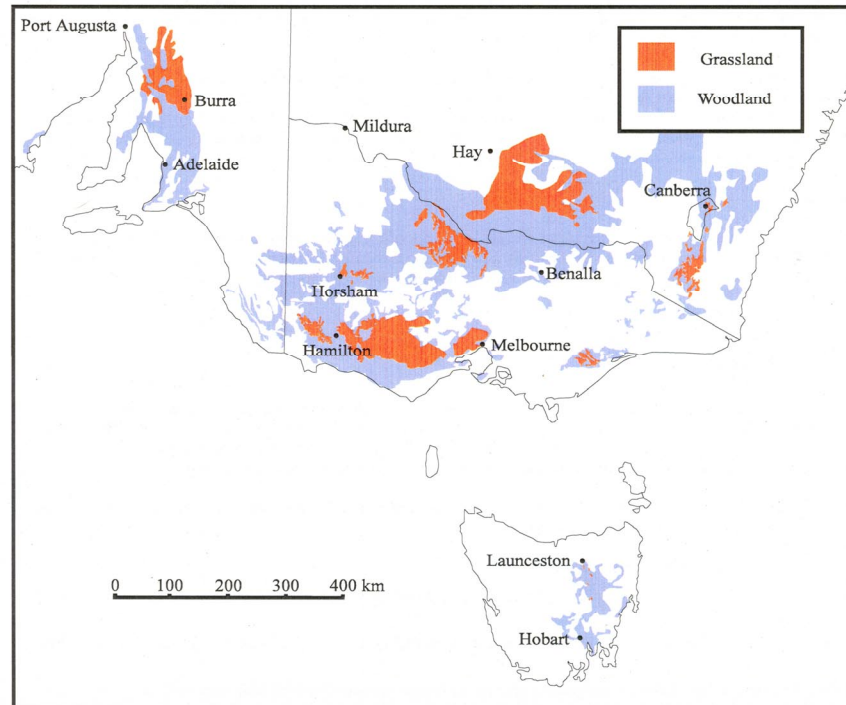 Port Augusta
Grassland
Burra
Woodland
Mildura
Hay
Adelaide
Canberra
Benalla
Horsham
Hamilton
Melbourne
Launceston
0 100 200 300 400 km
Hobart